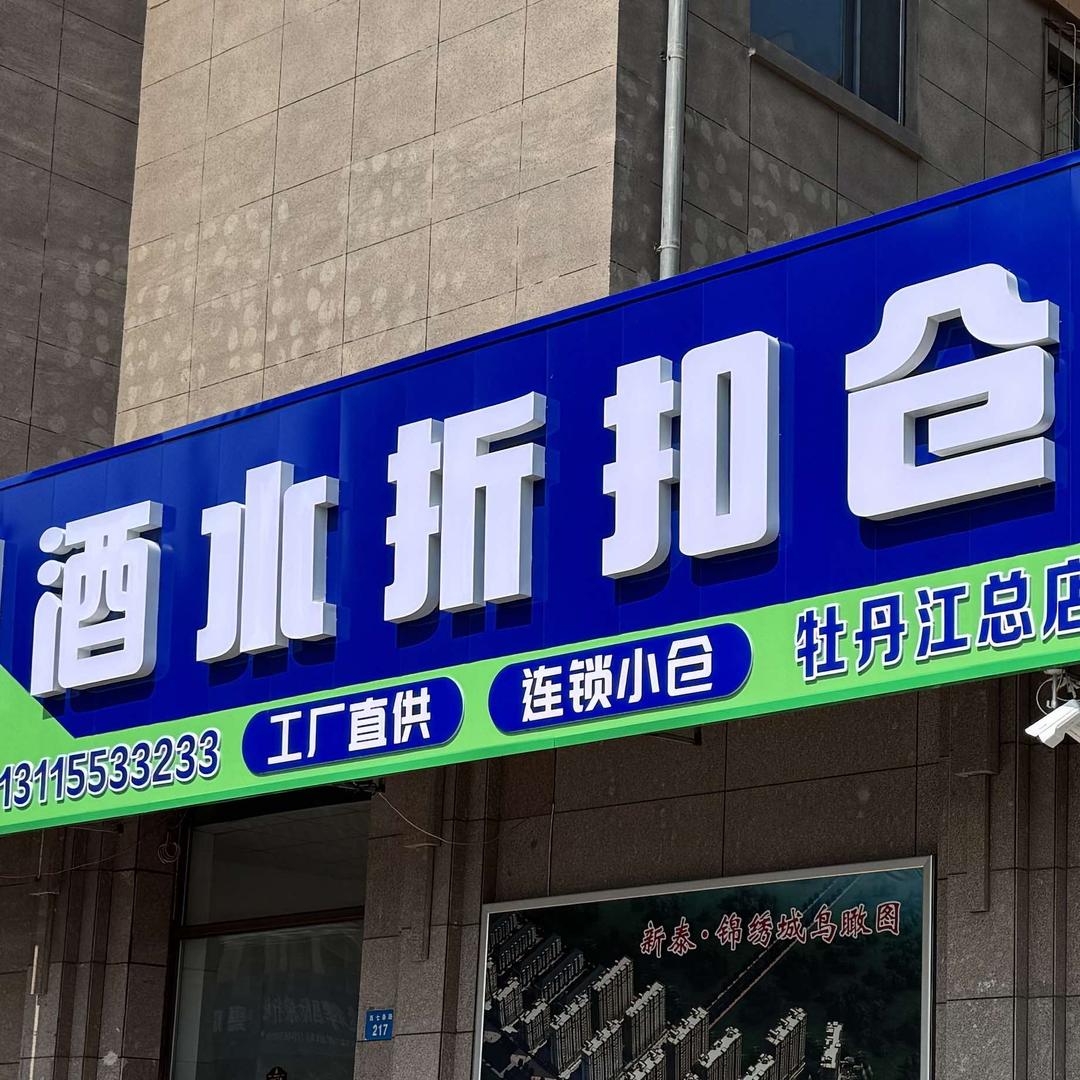 酒水折扣仓
13115533233 工厂直供 连锁小仓 牡丹江总店
新泰·锦绣城鸟瞰图
217